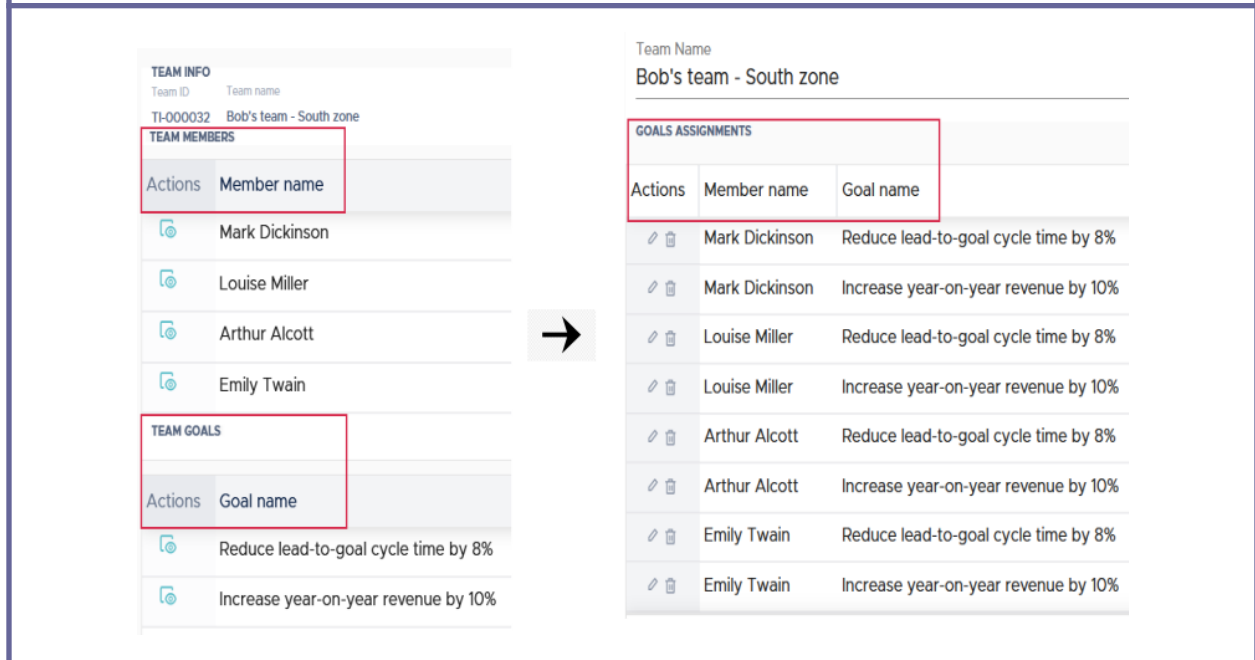 TEAM INFO
Team ID Team name
TI-000032 Bob's team - South zone
TEAM MEMBERS
Actions Member name
Mark Dickinson
Louise Miller
Arthur Alcott
Emily Twain
TEAM GOALS
Actions Goal name
Reduce lead-to-goal cycle time by 8%
Increase year-on-year revenue by 10%
Team Name
Bob's team - South zone
GOALS ASSIGNMENTS
Actions Member name Goal name
Mark Dickinson Reduce lead-to-goal cycle time by 8%
Mark Dickinson Increase year-on-year revenue by 10%
Louise Miller Reduce lead-to-goal cycle time by 8%
Louise Miller Increase year-on-year revenue by 10%
Arthur Alcott Reduce lead-to-goal cycle time by 8%
Arthur Alcott Increase year-on-year revenue by 10%
Emily Twain Reduce lead-to-goal cycle time by 8%
Emily Twain Increase year-on-year revenue by 10%